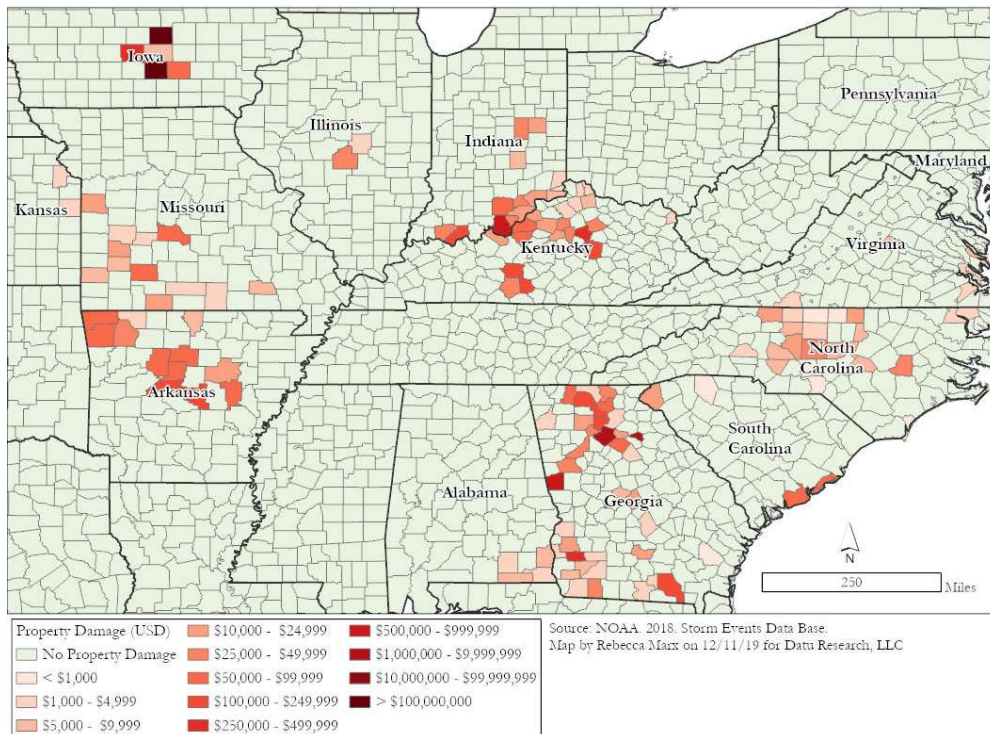 Iowa
Pennsylvania
Illinois
Indiana
Maryland
Kansas
Missouri
Virginia
Kentucky
North
Carolina
Arkansas
South
Carolina
Alabama
Georgia
N
250
Miles
Property Damage (USD)
No Property Damage
< $1,000
$1,000 - $4,999
$5,000 - $9,999
$10,000 - $24,999
$25,000 - $49,999
$50,000 - $99,999
$100,000 - $249,999
$250,000 - $499,999
$500,000 - $999,999
$1,000,000 - $9,999,999
$10,000,000 - $99,999,999
> $100,000,000
Source: NOAA. 2018. Storm Events Data Base.
Map by Rebecca Marx on 12/11/19 for Datu Research, LLC